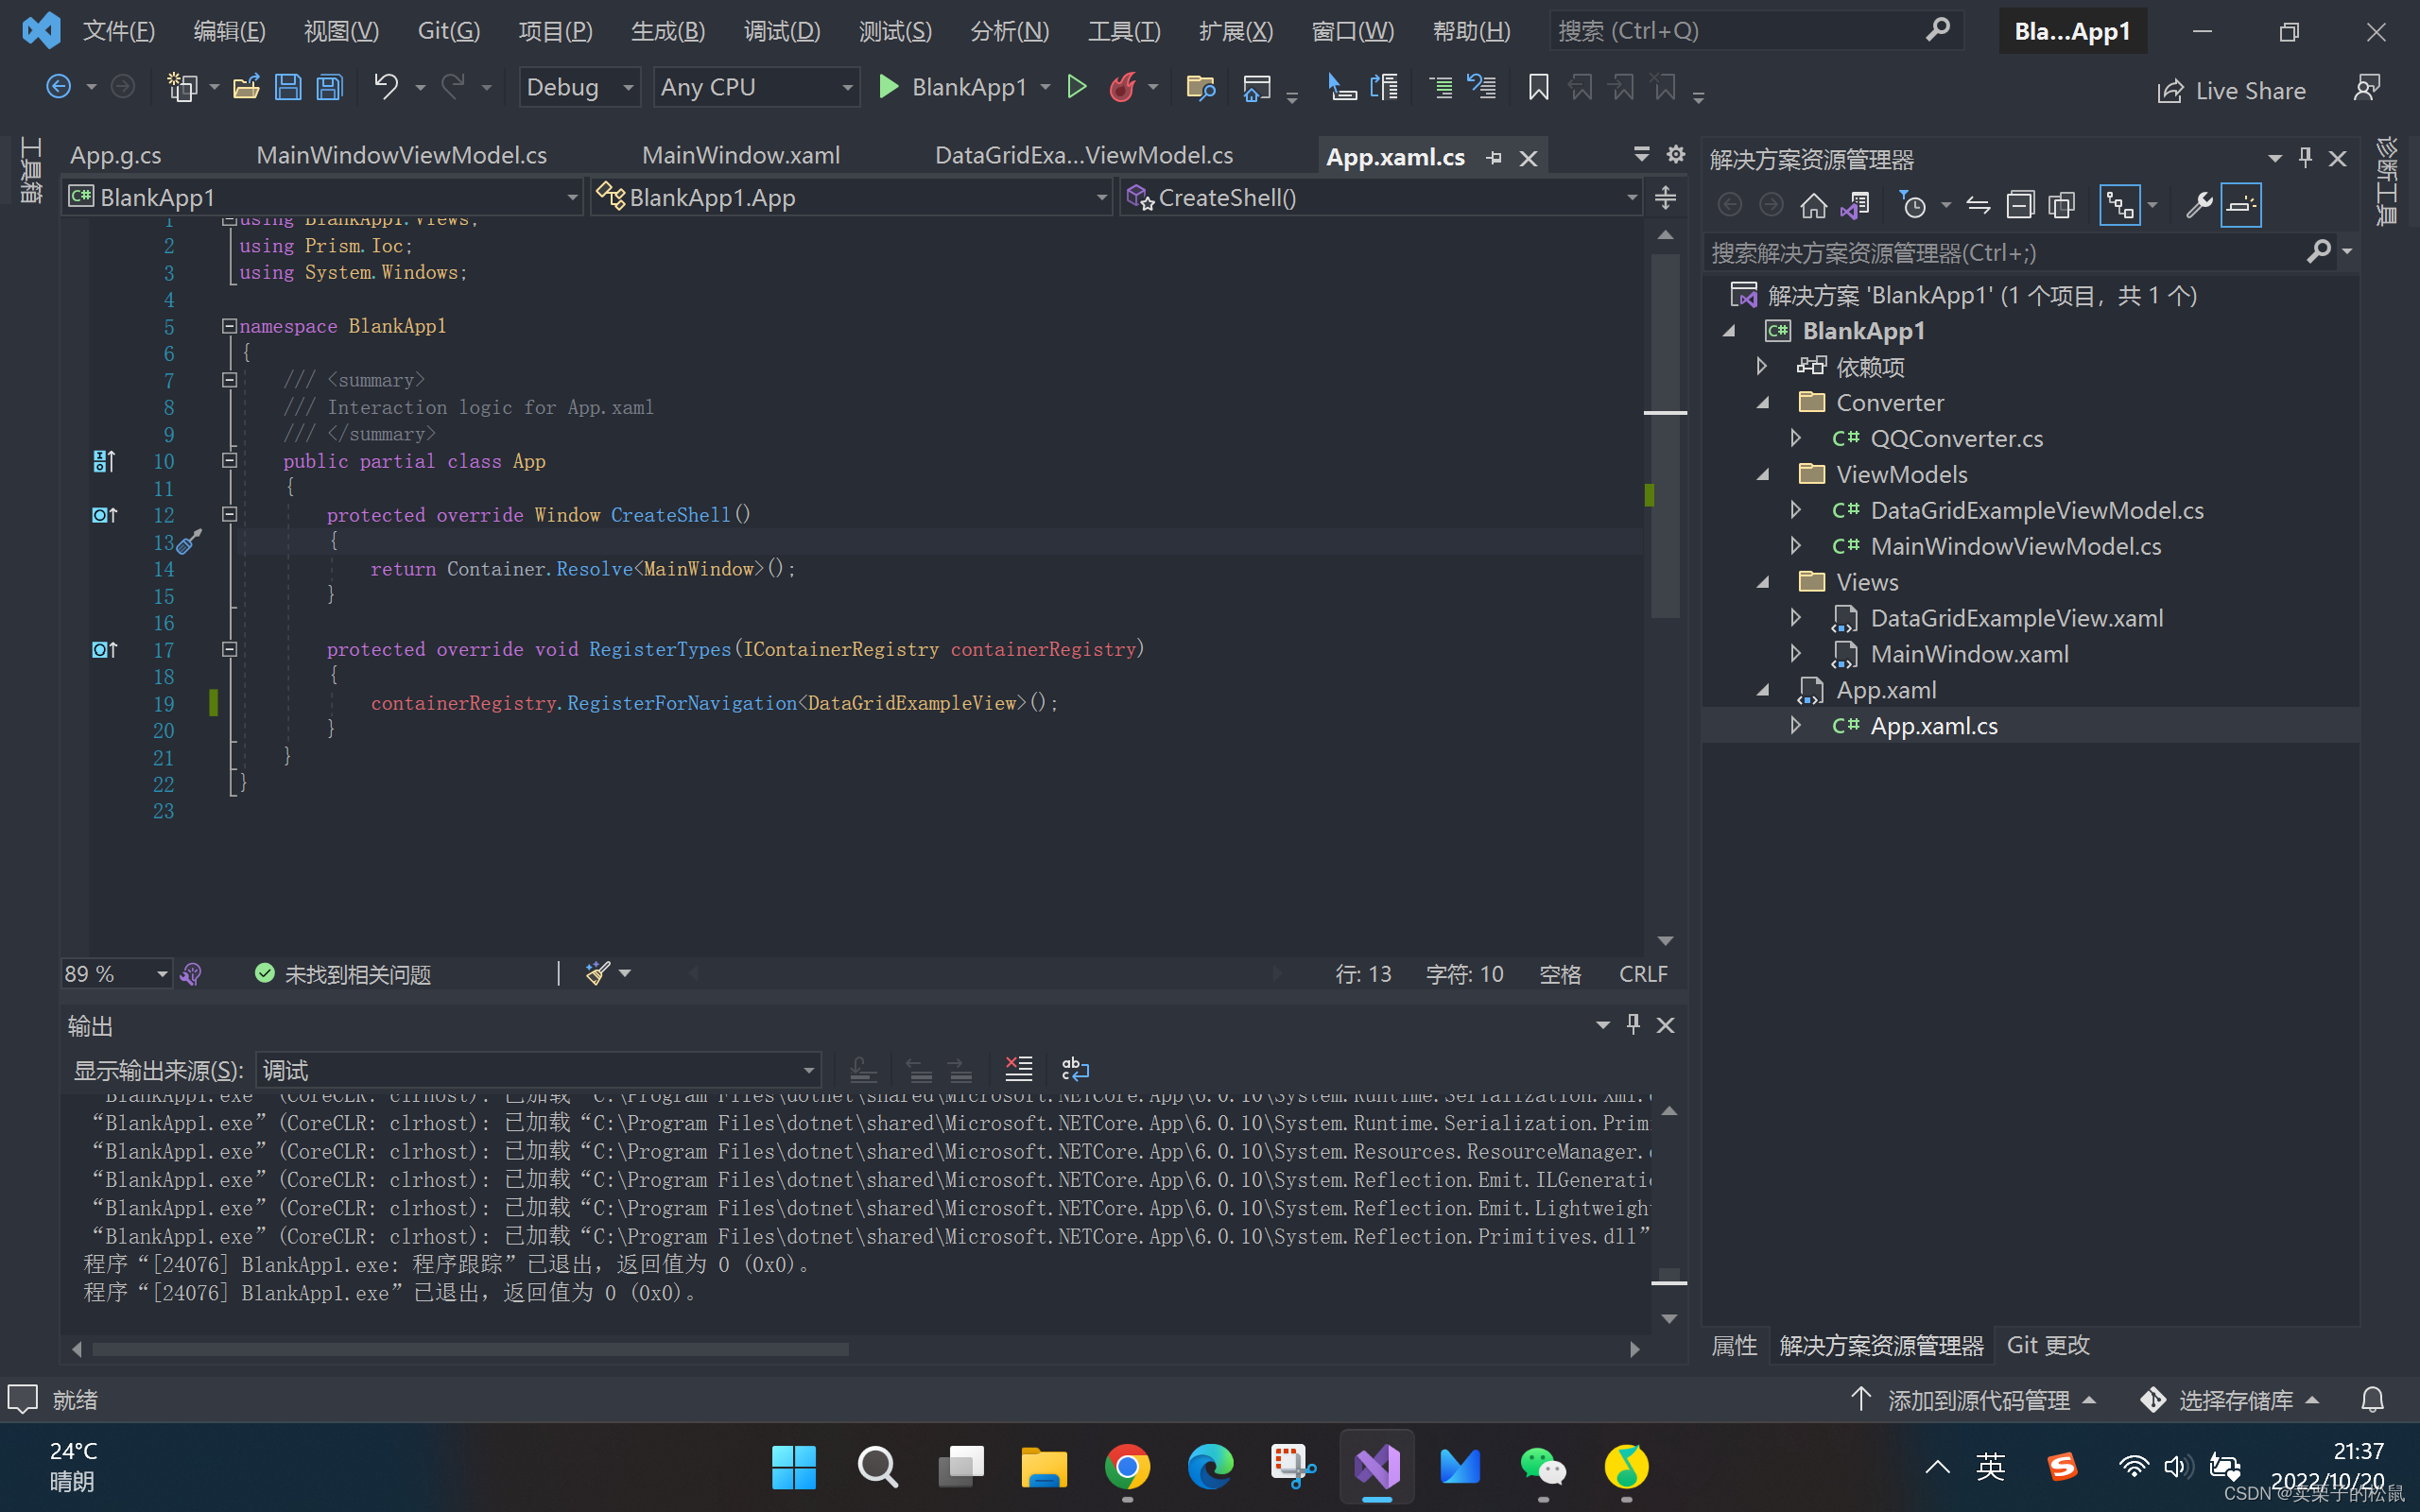 文件(F) 编辑(E) 视图(V) Git(G) 项目(P) 生成(B) 调试(D) 测试(S) 分析(N) 工具(T) 扩展(X) 窗口(W) 帮助(H) 搜索 (Ctrl+Q) Bla...App1
Debug Any CPU BlankApp1 Live Share
工具箱
App.g.cs MainWindowViewModel.cs MainWindow.xaml DataGridExa...ViewModel.cs App.xaml.cs
BlankApp1 BlankApp1.App CreateShell()
1 using BlankApp1.Views;
2 using Prism.Ioc;
3 using System.Windows;
4
5 namespace BlankApp1
6 {
7 /// <summary>
8 /// Interaction logic for App.xaml
9 /// </summary>
10 public partial class App
11 {
12 protected override Window CreateShell()
13 {
14 return Container.Resolve<MainWindow>();
15 }
16
17 protected override void RegisterTypes(IContainerRegistry containerRegistry)
18 {
19 containerRegistry.RegisterForNavigation<DataGridExampleView>();
20 }
21 }
22 }
23
89 % 未找到相关问题 行: 13 字符: 10 空格 CRLF
输出
显示输出来源(S): 调试
“BlankApp1.exe”(CoreCLR: clrhost): 已加载“C:\Program Files\dotnet\shared\Microsoft.NETCore.App\6.0.10\System.Runtime.Serialization.Xml.
“BlankApp1.exe”(CoreCLR: clrhost): 已加载“C:\Program Files\dotnet\shared\Microsoft.NETCore.App\6.0.10\System.Runtime.Serialization.Prim
“BlankApp1.exe”(CoreCLR: clrhost): 已加载“C:\Program Files\dotnet\shared\Microsoft.NETCore.App\6.0.10\System.Resources.ResourceManager.
“BlankApp1.exe”(CoreCLR: clrhost): 已加载“C:\Program Files\dotnet\shared\Microsoft.NETCore.App\6.0.10\System.Reflection.Emit.ILGenerati
“BlankApp1.exe”(CoreCLR: clrhost): 已加载“C:\Program Files\dotnet\shared\Microsoft.NETCore.App\6.0.10\System.Reflection.Emit.Lightweigh
“BlankApp1.exe”(CoreCLR: clrhost): 已加载“C:\Program Files\dotnet\shared\Microsoft.NETCore.App\6.0.10\System.Reflection.Primitives.dll”
程序“[24076] BlankApp1.exe: 程序跟踪”已退出，返回值为 0 (0x0)。
程序“[24076] BlankApp1.exe”已退出，返回值为 0 (0x0)。
解决方案资源管理器
搜索解决方案资源管理器(Ctrl+;)
解决方案 'BlankApp1' (1 个项目，共 1 个)
BlankApp1
依赖项
Converter
C# QQConverter.cs
ViewModels
C# DataGridExampleViewModel.cs
C# MainWindowViewModel.cs
Views
DataGridExampleView.xaml
MainWindow.xaml
App.xaml
C# App.xaml.cs
属性 解决方案资源管理器 Git 更改
诊断工具
就绪 添加到源代码管理 选择存储库
24°C
晴朗
英
21:37
2022/10/20
CSDN @买栗子的松鼠